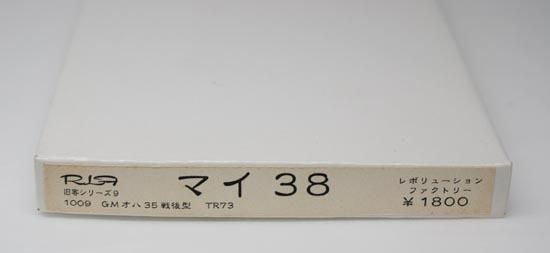 旧客シリーズ9
マイ 38
レボリューション
ファクトリー
1009 GMオハ35戦後型 TR73
¥1800